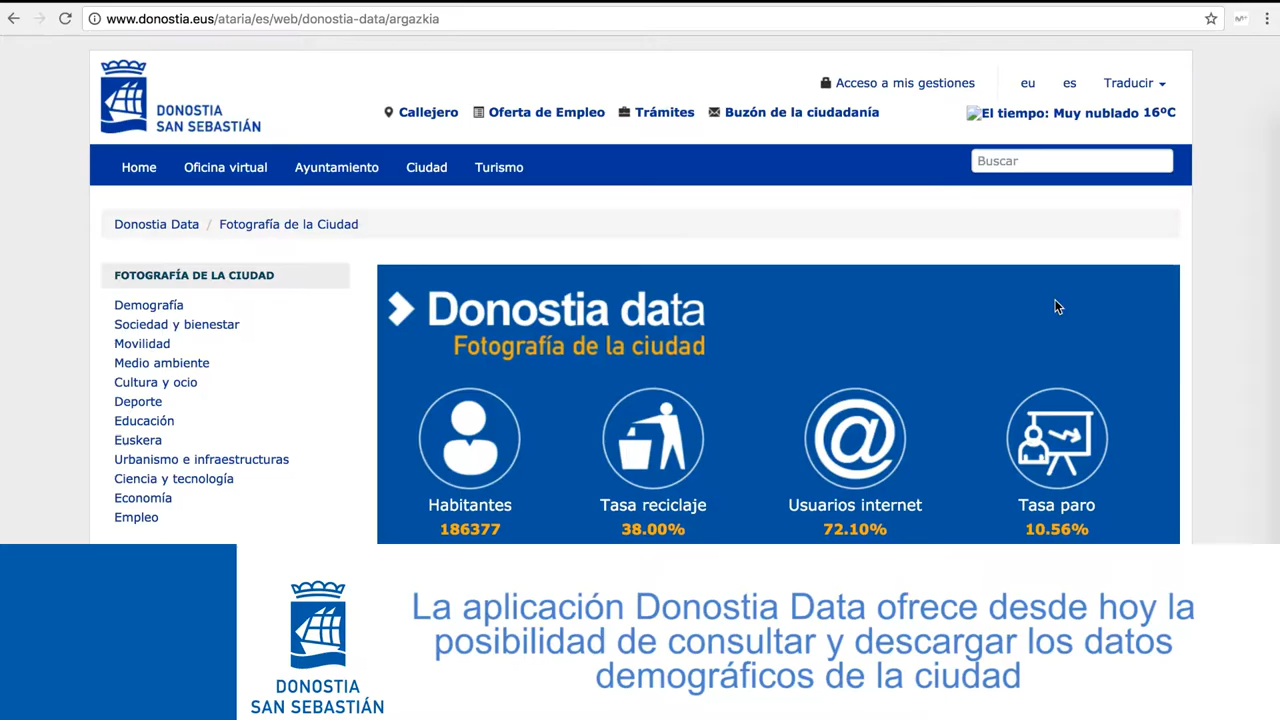 www.donostia.eus/ataria/es/web/donostia-data/argazkia
DONOSTIA
SAN SEBASTIÁN
Acceso a mis gestiones
eu
es
Traducir
Callejero
Oferta de Empleo
Trámites
Buzón de la ciudadanía
El tiempo: Muy nublado 16ºC
Home
Oficina virtual
Ayuntamiento
Ciudad
Turismo
Buscar
Donostia Data / Fotografía de la Ciudad
FOTOGRAFÍA DE LA CIUDAD
Demografía
Sociedad y bienestar
Movilidad
Medio ambiente
Cultura y ocio
Deporte
Educación
Euskera
Urbanismo e infraestructuras
Ciencia y tecnología
Economía
Empleo
Donostia data
Fotografía de la ciudad
Habitantes
186377
Tasa reciclaje
38.00%
@
Usuarios internet
72.10%
Tasa paro
10.56%
DONOSTIA
SAN SEBASTIÁN
La aplicación Donostia Data ofrece desde hoy la
posibilidad de consultar y descargar los datos
demográficos de la ciudad